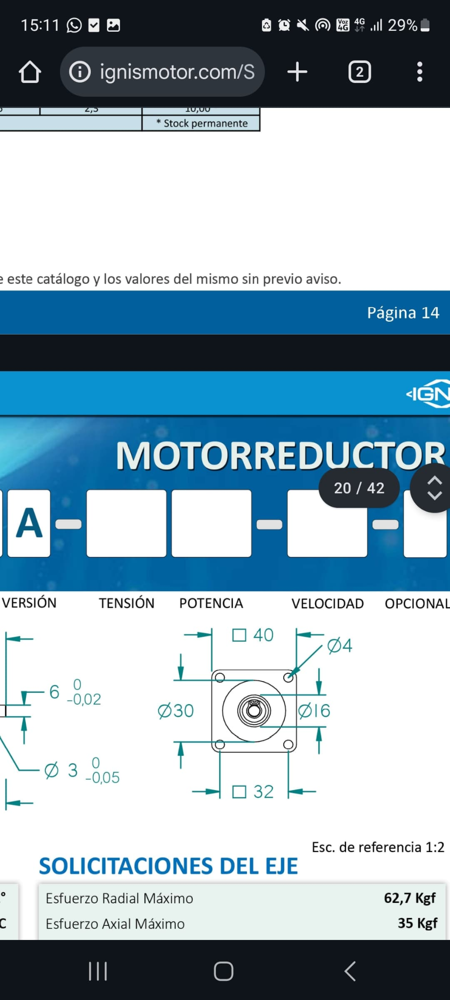 15:11 Voz 4G 4G 29%
ignismotor.com/S 2
2,5 10,00
* Stock permanente
e este catálogo y los valores del mismo sin previo aviso.
Página 14
IGN
MOTORREDUCTOR
20 / 42
A
VERSIÓN TENSIÓN POTENCIA VELOCIDAD OPCIONAL
□ 40
Ø4
6 0 -0,02
Ø30
Ø16
Ø 3 0 -0,05
□ 32
Esc. de referencia 1:2
SOLICITACIONES DEL EJE
° Esfuerzo Radial Máximo 62,7 Kgf
C Esfuerzo Axial Máximo 35 Kgf